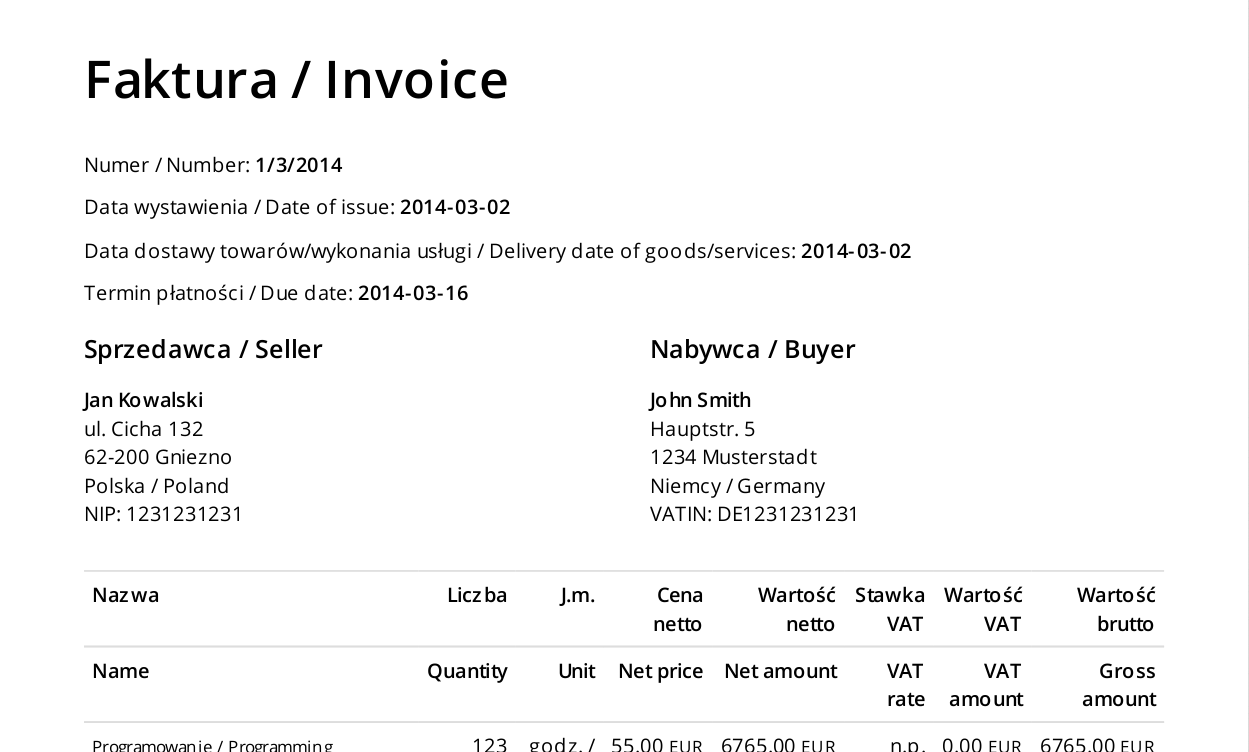 Faktura / Invoice
Numer / Number: 1/3/2014
Data wystawienia / Date of issue: 2014-03-02
Data dostawy towarów/wykonania usługi / Delivery date of goods/services: 2014-03-02
Termin płatności / Due date: 2014-03-16
Sprzedawca / Seller
Jan Kowalski
ul. Cicha 132
62-200 Gniezno
Polska / Poland
NIP: 1231231231
Nabywca / Buyer
John Smith
Hauptstr. 5
1234 Musterstadt
Niemcy / Germany
VATIN: DE1231231231
Nazwa Liczba J.m. Cena Wartość Stawka Wartość Wartość
netto netto VAT VAT brutto
Name Quantity Unit Net price Net amount VAT VAT Gross
rate amount amount
Programowanie / Programming 123 godz. / 55.00 EUR 6765.00 EUR n.p. 0.00 EUR 6765.00 EUR